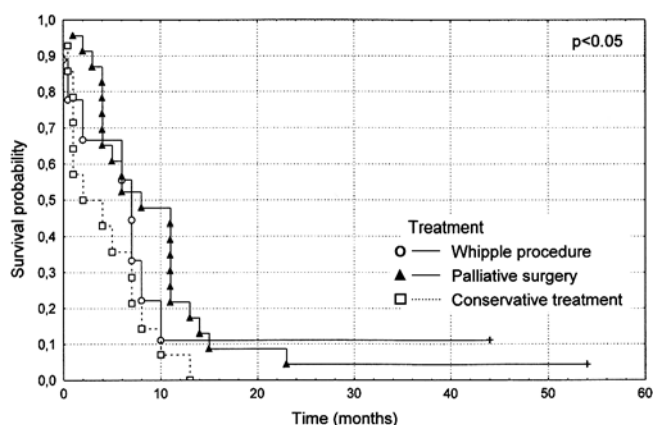 1,0
0,9
0,8
0,7
0,6
0,5
0,4
0,3
0,2
0,1
0,0
Survival probability
p<0.05
Treatment
Whipple procedure
Palliative surgery
Conservative treatment
0 10 20 30 40 50 60
Time (months)